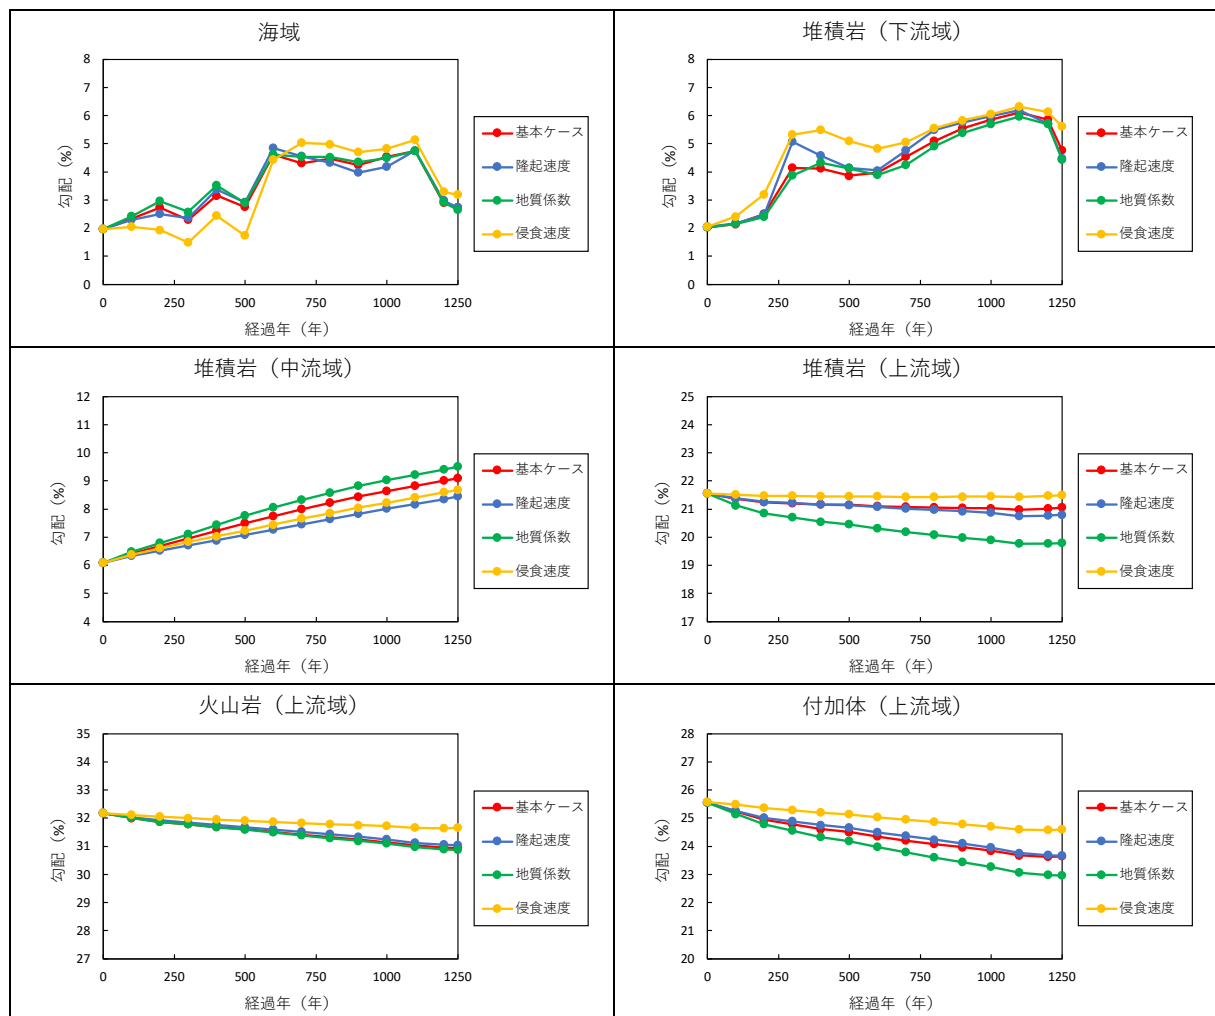 海域
8
7
6
5
4
3
2
1
0
勾配（%）
0 250 500 750 1000 1250
経過年（年）
基本ケース
隆起速度
地質係数
侵食速度
堆積岩（下流域）
8
7
6
5
4
3
2
1
0
勾配（%）
0 250 500 750 1000 1250
経過年（年）
基本ケース
隆起速度
地質係数
侵食速度
堆積岩（中流域）
12
11
10
9
8
7
6
5
4
勾配（%）
0 250 500 750 1000 1250
経過年（年）
基本ケース
隆起速度
地質係数
侵食速度
堆積岩（上流域）
25
24
23
22
21
20
19
18
17
勾配（%）
0 250 500 750 1000 1250
経過年（年）
基本ケース
隆起速度
地質係数
侵食速度
火山岩（上流域）
35
34
33
32
31
30
29
28
27
勾配（%）
0 250 500 750 1000 1250
経過年（年）
基本ケース
隆起速度
地質係数
侵食速度
付加体（上流域）
28
27
26
25
24
23
22
21
20
勾配（%）
0 250 500 750 1000 1250
経過年（年）
基本ケース
隆起速度
地質係数
侵食速度